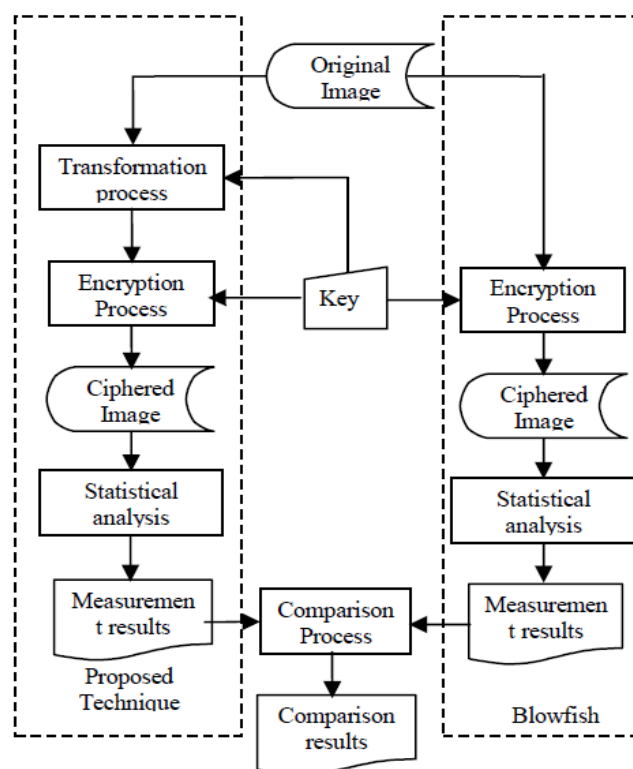 Original
Image
Transformation
process
Encryption
Process
Key
Encryption
Process
Ciphered
Image
Ciphered
Image
Statistical
analysis
Statistical
analysis
Measuremen
t results
Comparison
Process
Measuremen
t results
Proposed
Technique
Comparison
results
Blowfish